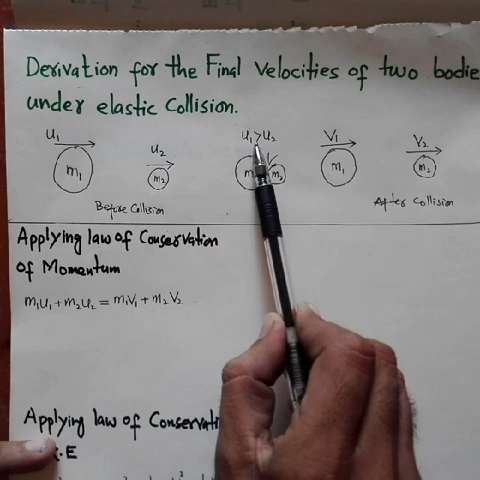 Derivation for the Final Velocities of two bodie
under elastic Collision.
U₁ U₂ U₁>U₂ V₁ V₂
m₁ m₂ m m₂ m₁ m₂
Before Collision After Collision
Applying law of Conservation
of Momentum
m₁U₁+m₂U₂ = m₁V₁+m₂V₂
Applying law of Conservati
K.E